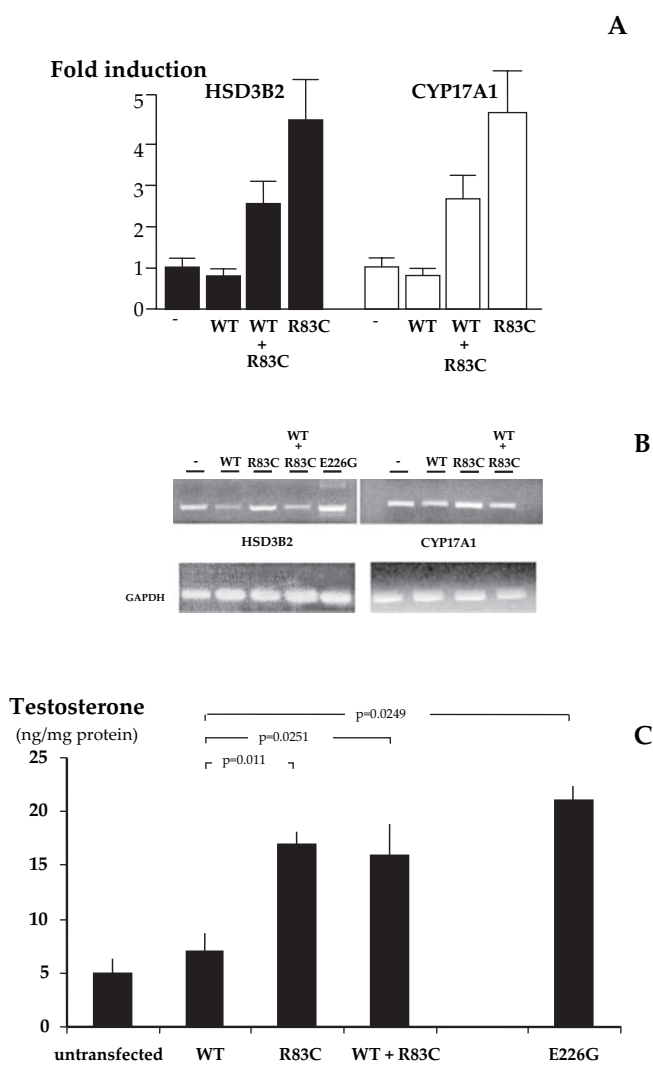 A
Fold induction
HSD3B2
CYP17A1
5
4
3
2
1
0
- WT WT R83C - WT WT R83C
+ +
R83C R83C
B
WT WT
+ +
- WT R83C R83C E226G - WT R83C R83C
HSD3B2 CYP17A1
GAPDH
Testosterone
(ng/mg protein)
C
p=0.0249
p=0.0251
p=0.011
25
20
15
10
5
0
untransfected WT R83C WT + R83C E226G